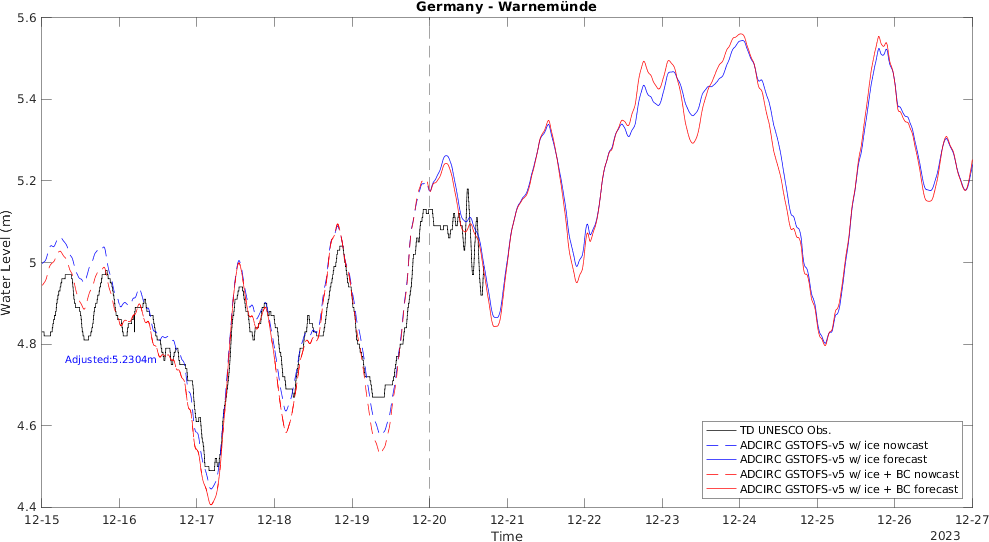 Germany - Warnemünde
Water Level (m)
5.6
5.4
5.2
5
4.8
4.6
4.4
Adjusted:5.2304m
TD UNESCO Obs.
ADCIRC GSTOFS-v5 w/ ice nowcast
ADCIRC GSTOFS-v5 w/ ice forecast
ADCIRC GSTOFS-v5 w/ ice + BC nowcast
ADCIRC GSTOFS-v5 w/ ice + BC forecast
12-15 12-16 12-17 12-18 12-19 12-20 12-21 12-22 12-23 12-24 12-25 12-26 12-27
Time
2023